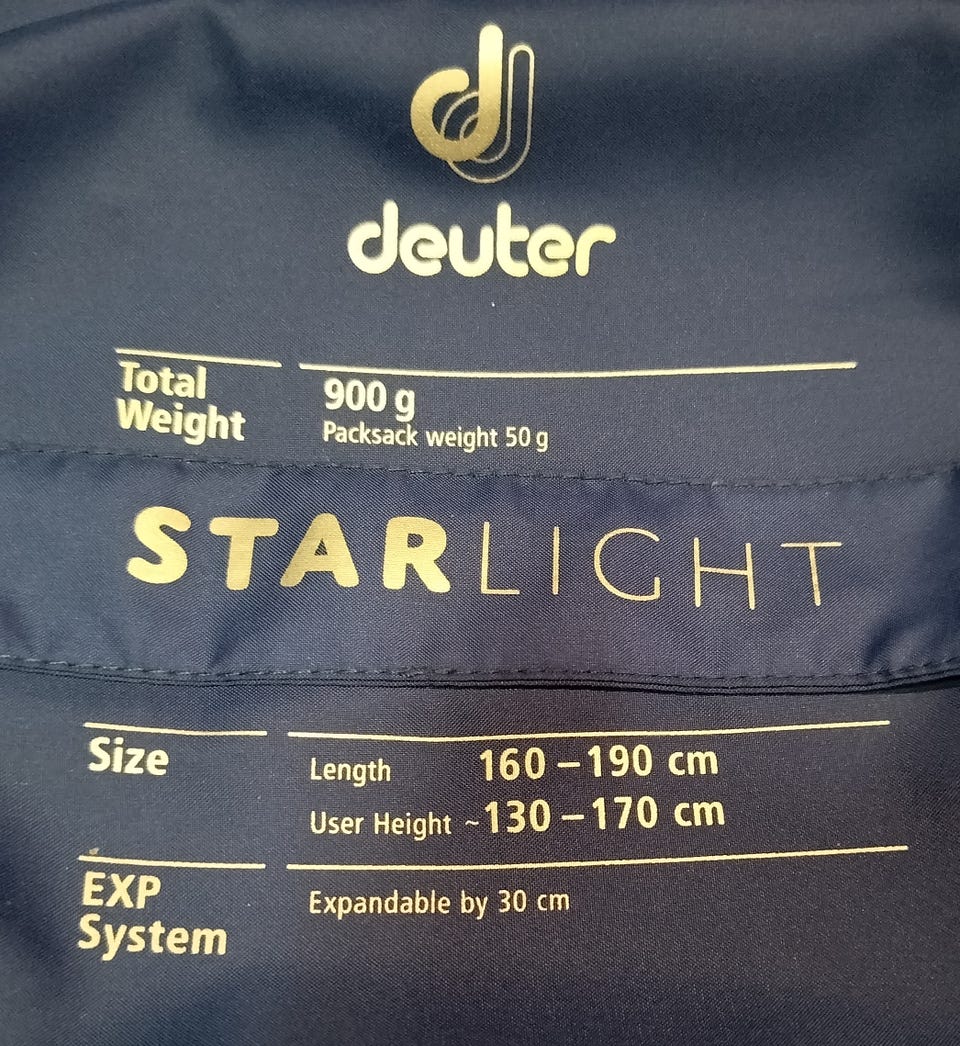 deuter
Total Weight
900 g
Packsack weight 50 g
STARLIGHT
Size
Length 160 – 190 cm
User Height ~130 – 170 cm
EXP System
Expandable by 30 cm